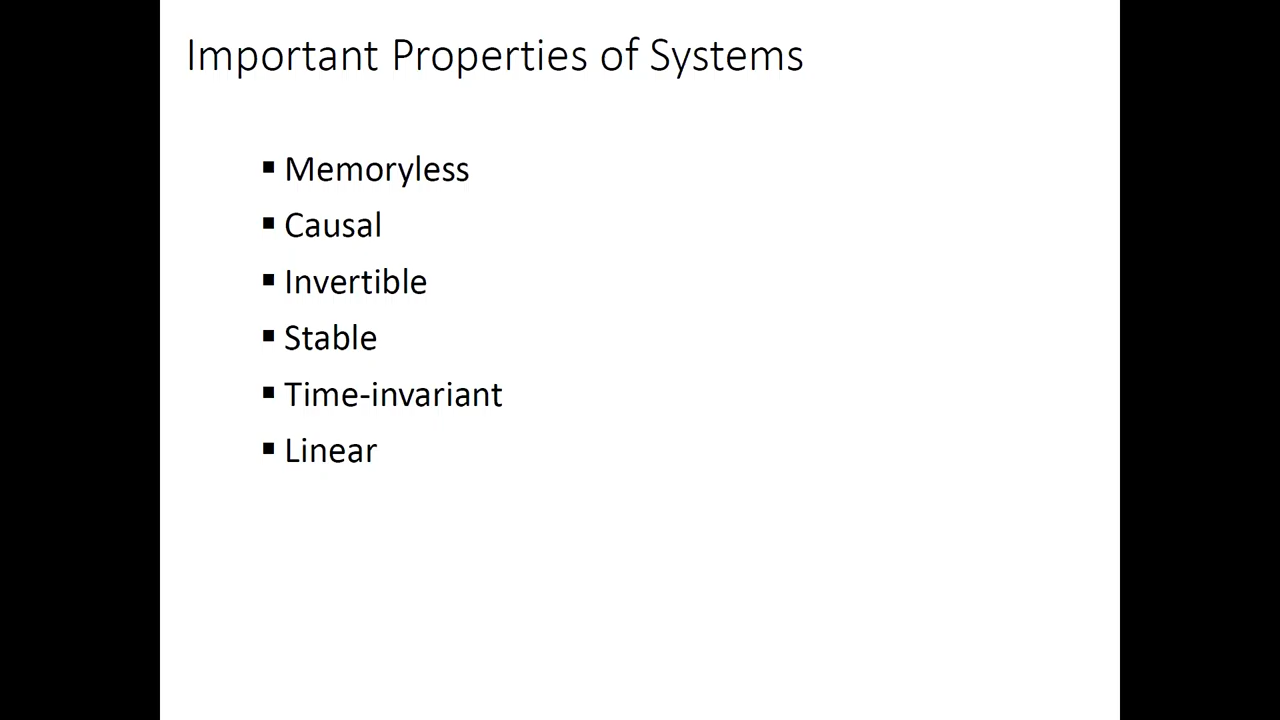 Important Properties of Systems
▪ Memoryless
▪ Causal
▪ Invertible
▪ Stable
▪ Time-invariant
▪ Linear